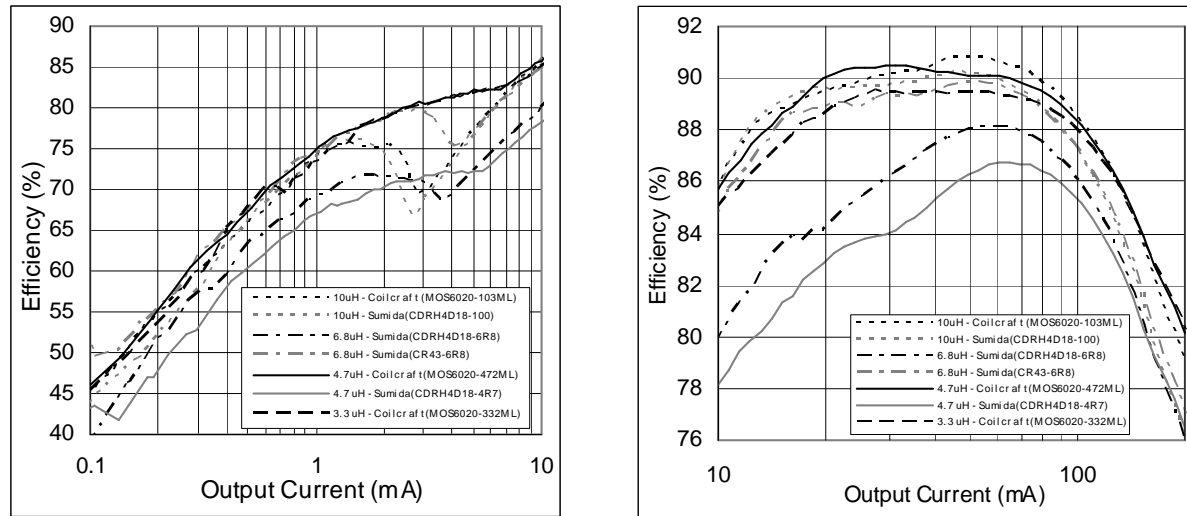 90
85
80
75
70
65
60
55
50
45
40
Efficiency (%)
10uH - Coilcraft (MOS6020-103ML)
10uH - Sumida(CDRH4D18-100)
6.8uH - Sumida(CDRH4D18-6R8)
6.8uH - Sumida(CR43-6R8)
4.7uH - Coilcraft(MOS6020-472ML)
4.7uH - Sumida(CDRH4D18-4R7)
3.3uH - Coilcraft(MOS6020-332ML)
0.1 1 10
Output Current (mA)
92
90
88
86
84
82
80
78
76
Efficiency (%)
10uH - Coilcraft (MOS6020-103ML)
10uH - Sumida(CDRH4D18-100)
6.8uH - Sumida(CDRH4D18-6R8)
6.8uH - Sumida(CR43-6R8)
4.7uH - Coilcraft(MOS6020-472ML)
4.7uH - Sumida(CDRH4D18-4R7)
3.3uH - Coilcraft(MOS6020-332ML)
10 100
Output Current (mA)